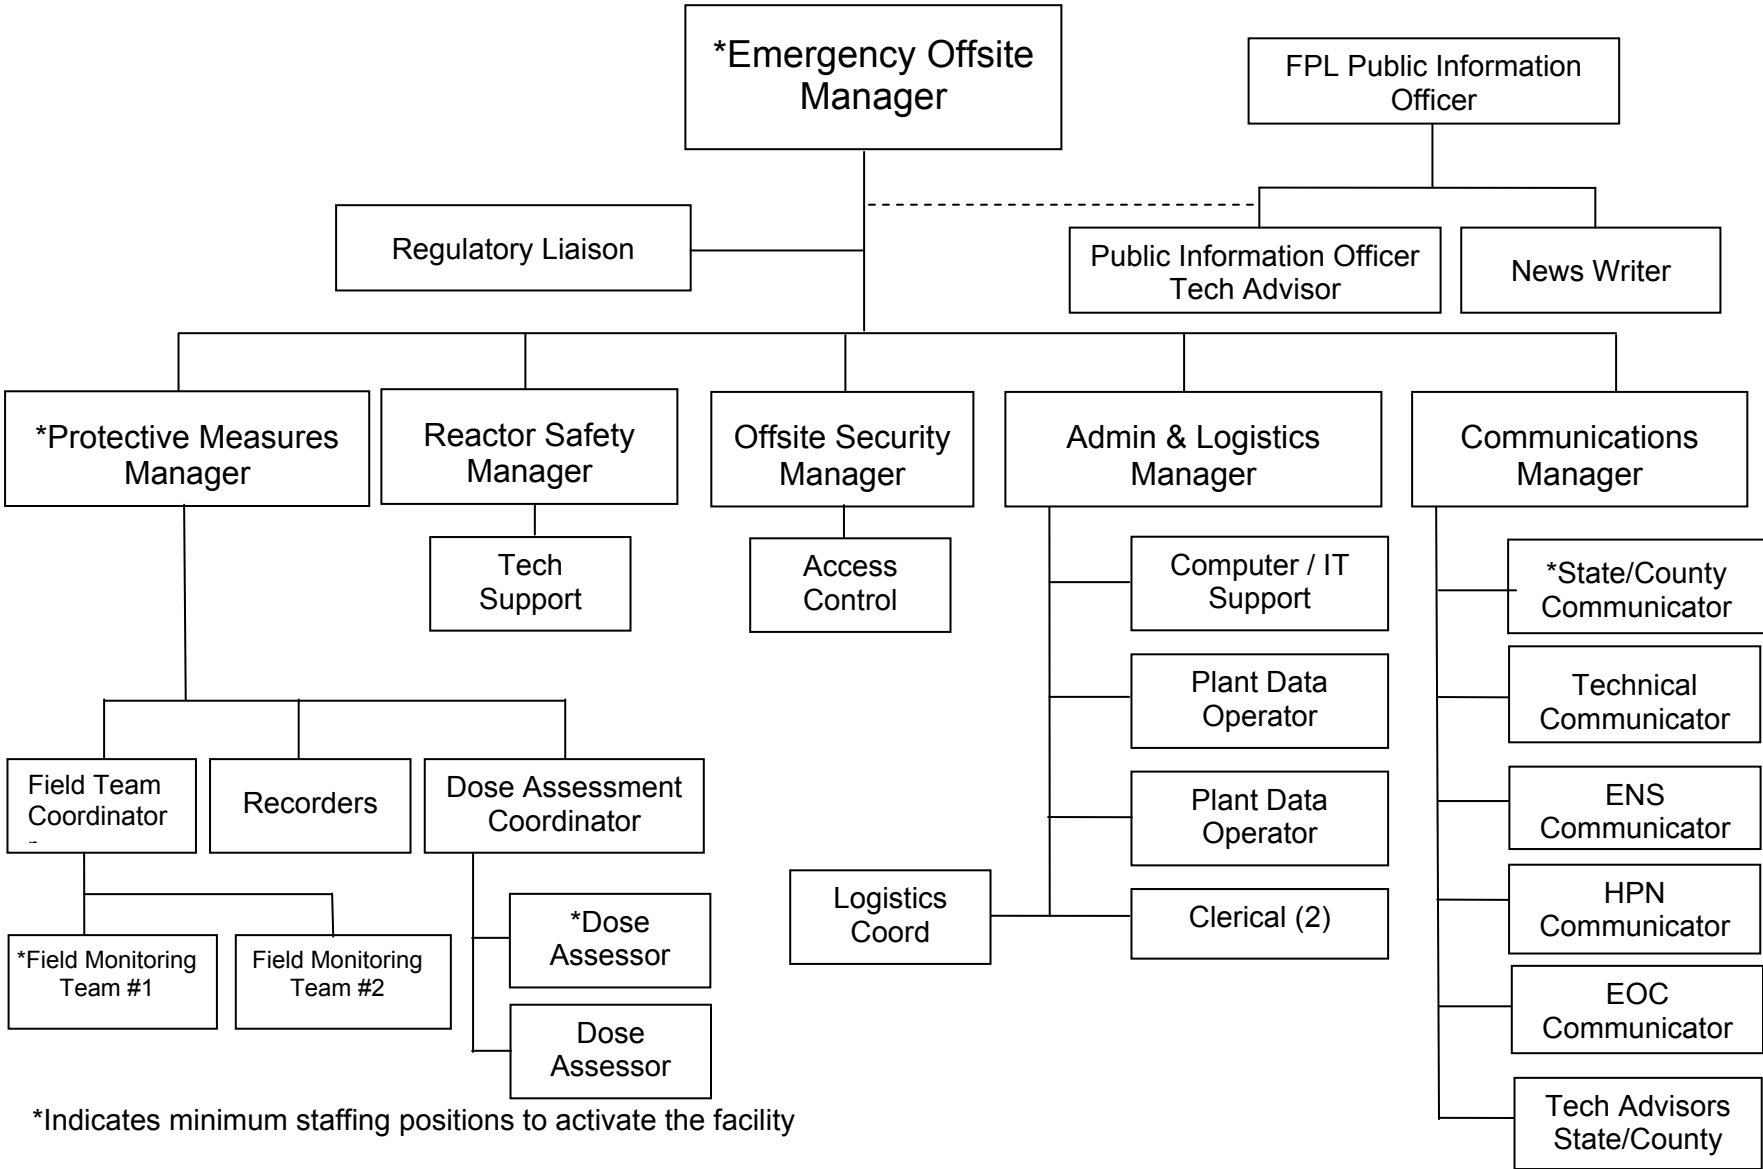 *Emergency Offsite
Manager
FPL Public Information
Officer
Regulatory Liaison
Public Information Officer
Tech Advisor
News Writer
*Protective Measures
Manager
Reactor Safety
Manager
Offsite Security
Manager
Admin & Logistics
Manager
Communications
Manager
Tech
Support
Access
Control
Computer / IT
Support
*State/County
Communicator
Plant Data
Operator
Technical
Communicator
Field Team
Coordinator
Recorders
Dose Assessment
Coordinator
Plant Data
Operator
ENS
Communicator
Logistics
Coord
Clerical (2)
HPN
Communicator
*Field Monitoring
Team #1
Field Monitoring
Team #2
*Dose
Assessor
EOC
Communicator
Dose
Assessor
Tech Advisors
State/County
*Indicates minimum staffing positions to activate the facility